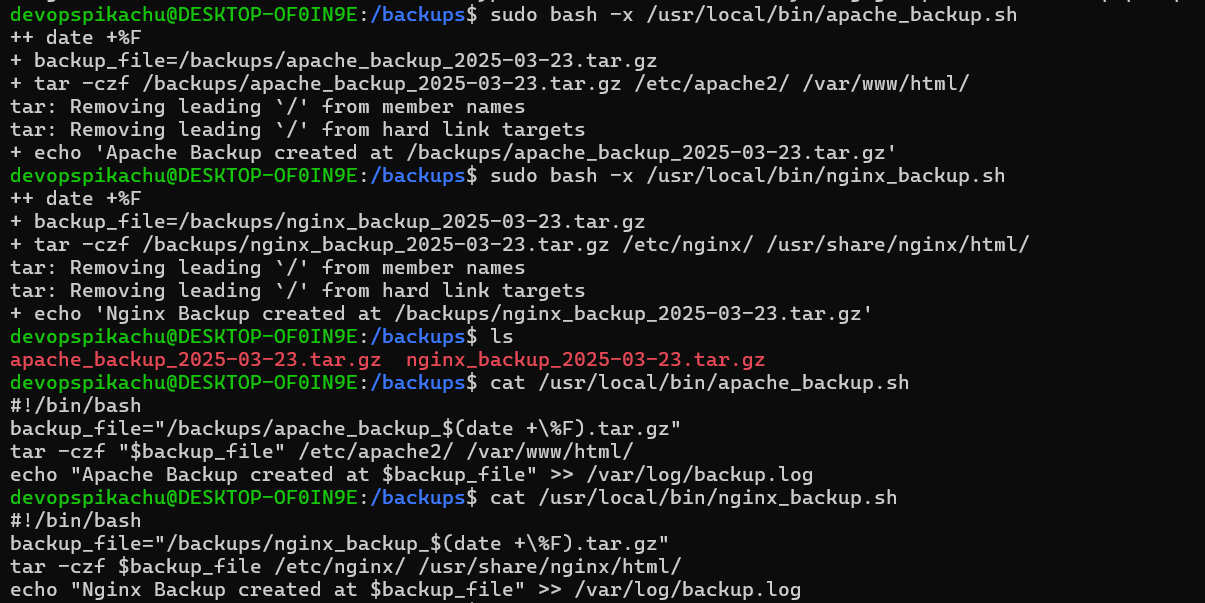 devopspikachu@DESKTOP-OF0IN9E:/backups$ sudo bash -x /usr/local/bin/apache_backup.sh
++ date +%F
+ backup_file=/backups/apache_backup_2025-03-23.tar.gz
+ tar -czf /backups/apache_backup_2025-03-23.tar.gz /etc/apache2/ /var/www/html/
tar: Removing leading `/' from member names
tar: Removing leading `/' from hard link targets
+ echo 'Apache Backup created at /backups/apache_backup_2025-03-23.tar.gz'
devopspikachu@DESKTOP-OF0IN9E:/backups$ sudo bash -x /usr/local/bin/nginx_backup.sh
++ date +%F
+ backup_file=/backups/nginx_backup_2025-03-23.tar.gz
+ tar -czf /backups/nginx_backup_2025-03-23.tar.gz /etc/nginx/ /usr/share/nginx/html/
tar: Removing leading `/' from member names
tar: Removing leading `/' from hard link targets
+ echo 'Nginx Backup created at /backups/nginx_backup_2025-03-23.tar.gz'
devopspikachu@DESKTOP-OF0IN9E:/backups$ ls
apache_backup_2025-03-23.tar.gz  nginx_backup_2025-03-23.tar.gz
devopspikachu@DESKTOP-OF0IN9E:/backups$ cat /usr/local/bin/apache_backup.sh
#!/bin/bash
backup_file="/backups/apache_backup_$(date +\%F).tar.gz"
tar -czf "$backup_file" /etc/apache2/ /var/www/html/
echo "Apache Backup created at $backup_file" >> /var/log/backup.log
devopspikachu@DESKTOP-OF0IN9E:/backups$ cat /usr/local/bin/nginx_backup.sh
#!/bin/bash
backup_file="/backups/nginx_backup_$(date +\%F).tar.gz"
tar -czf $backup_file /etc/nginx/ /usr/share/nginx/html/
echo "Nginx Backup created at $backup_file" >> /var/log/backup.log